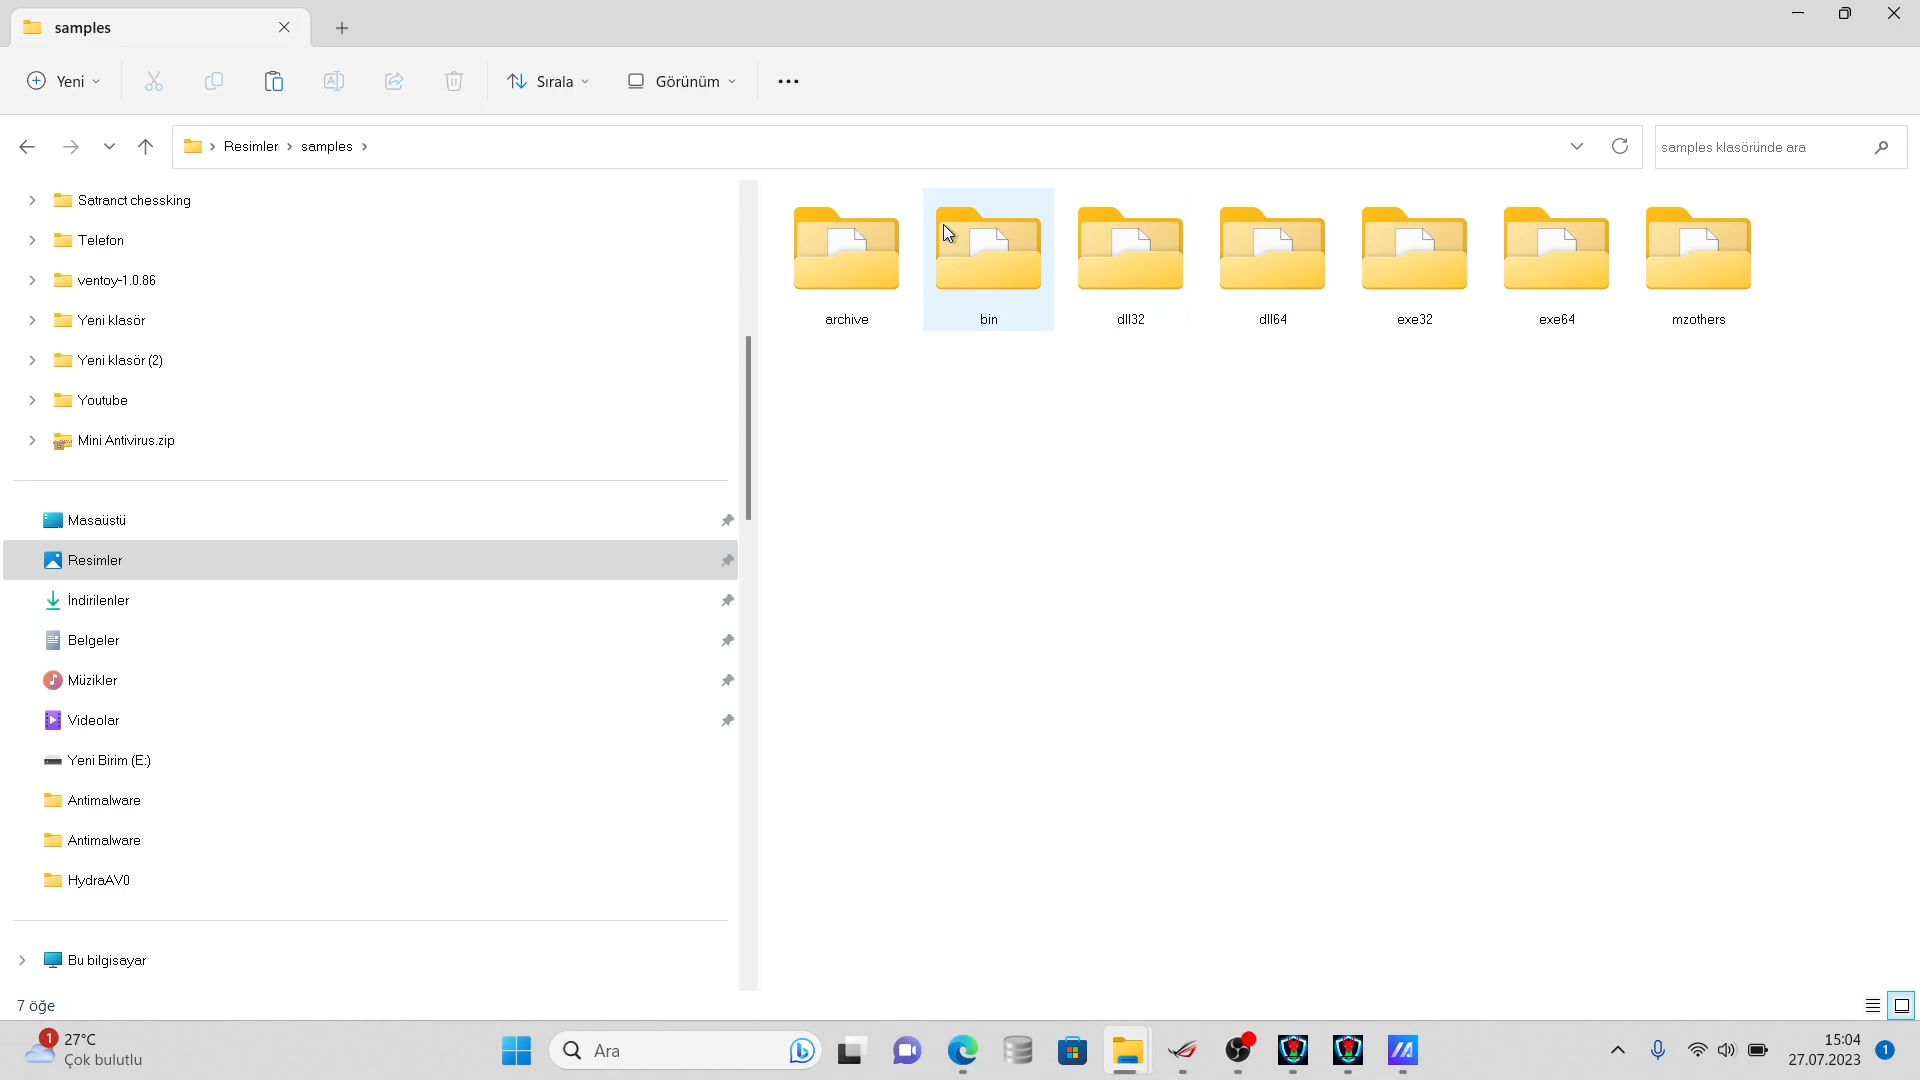 samples
Yeni
Sırala
Görünüm
Resimler
samples
samples klasöründe ara
Satranct chessking
Telefon
ventoy-1.0.86
Yeni klasör
Yeni klasör (2)
Youtube
Mini Antivirus.zip
Masaüstü
Resimler
İndirilenler
Belgeler
Müzikler
Videolar
Yeni Birim (E:)
Antimalware
Antimalware
HydraAV0
Bu bilgisayar
archive
bin
dll32
dll64
exe32
exe64
mzothers
7 öğe
1
27°C
Çok bulutlu
Ara
15:04
27.07.2023
1